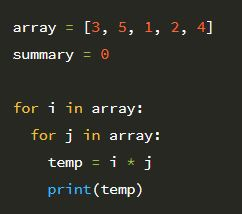 array = [3, 5, 1, 2, 4]
summary = 0

for i in array:
  for j in array:
    temp = i * j
    print(temp)